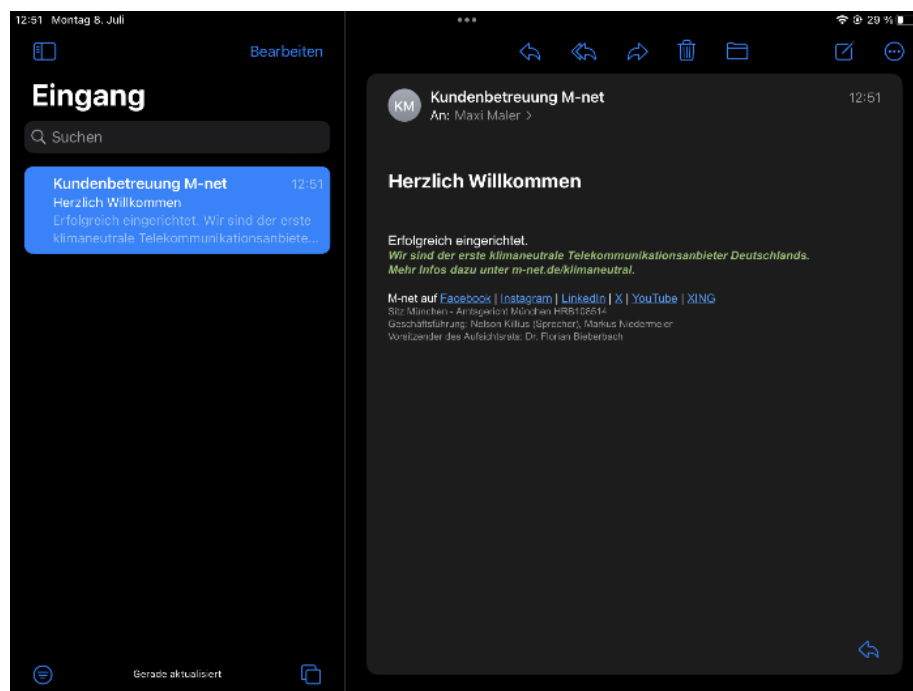 12:51 Montag 8. Juli
29 %
Bearbeiten
Eingang
Suchen
Kundenbetreuung M-net 12:51
Herzlich Willkommen
Erfolgreich eingerichtet. Wir sind der erste
klimaneutrale Telekommunikationsanbiete...
Gerade aktualisiert
KM
Kundenbetreuung M-net 12:51
An: Maxi Maler
Herzlich Willkommen
Erfolgreich eingerichtet.
Wir sind der erste klimaneutrale Telekommunikationsanbieter Deutschlands.
Mehr Infos dazu unter m-net.de/klimaneutral.
M-net auf Facebook | Instagram | LinkedIn | X | YouTube | XING
Sitz München - Amtsgericht München HRB108514
Geschäftsführung: Nelson Killius (Sprecher), Markus Niedermeier
Vorsitzender des Aufsichtsrats: Dr. Florian Bieberbach